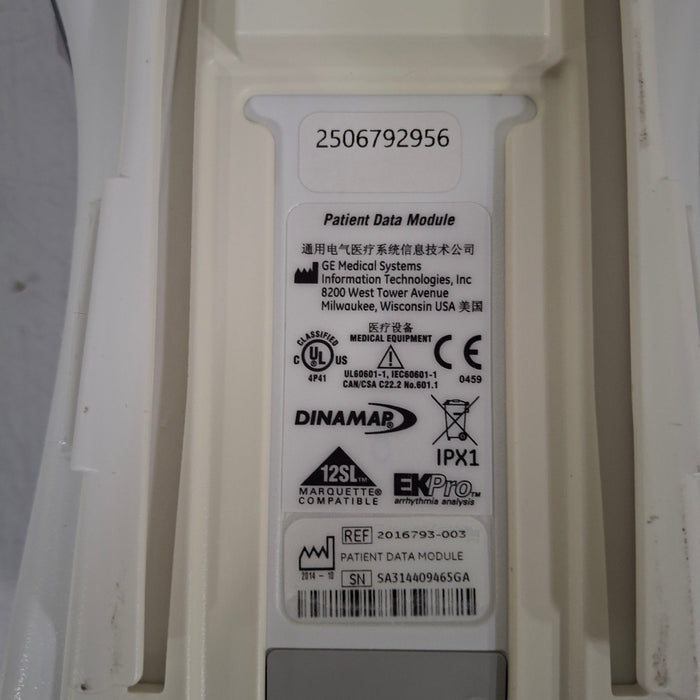 2506792956
Patient Data Module
通用电气医疗系统信息技术公司
GE Medical Systems
Information Technologies, Inc
8200 West Tower Avenue
Milwaukee, Wisconsin USA 美国
医疗设备
MEDICAL EQUIPMENT
CLASSIFIED
C UL US
4P41
UL60601-1, IEC60601-1
CAN/CSA C22.2 No.601.1
CE
0459
DINAMAP®
IPX1
12SL™
MARQUETTE®
COMPATIBLE
EK-Pro™
arrhythmia analysis
REF 2016793-003
2014 - 10
PATIENT DATA MODULE
SN SA314409465GA